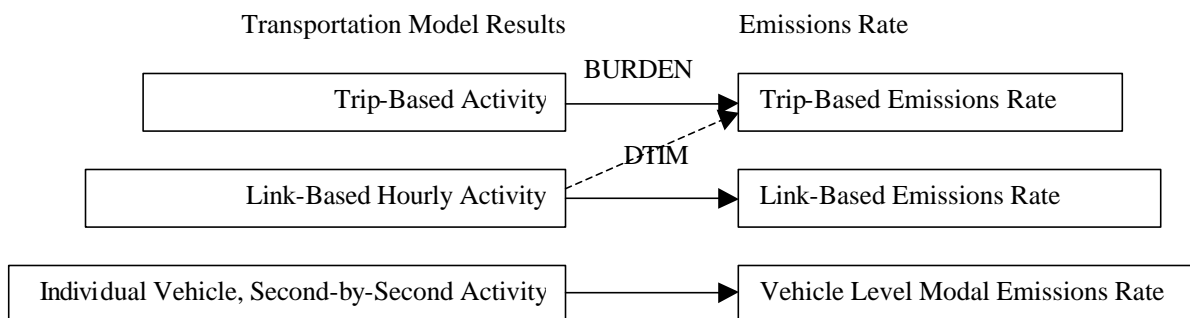 Transportation Model Results Emissions Rate
BURDEN
Trip-Based Activity Trip-Based Emissions Rate
DTIM
Link-Based Hourly Activity Link-Based Emissions Rate
Individual Vehicle, Second-by-Second Activity Vehicle Level Modal Emissions Rate